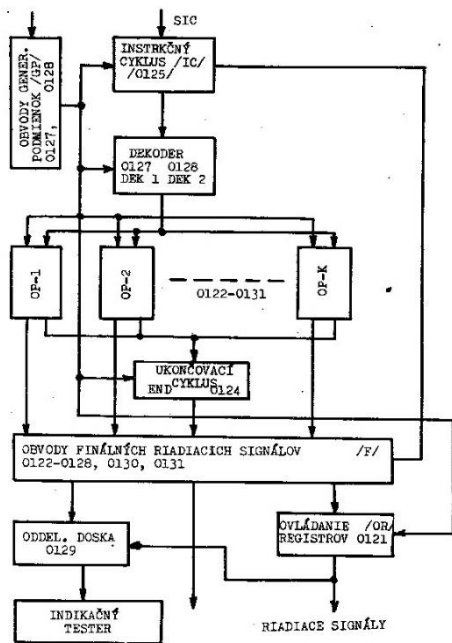 SIC
OBVODY GENER.
PODMIENOK /GP/
0127, 0128
INSTRKČNÝ
CYKLUS /IC/
/0125/
DEKODER
0127 0128
DEK 1 DEK 2
OP-1
OP-2
OP-K
0122-0131
UKONČOVACÍ
CYKLUS
END 0124
OBVODY FINÁLNYCH RIADIACICH SIGNÁLOV /F/
0122-0128, 0130, 0131
ODDEL. DOSKA
0129
OVLÁDANIE /OR/
REGISTROV 0121
INDIKAČNÝ
TESTER
RIADIACE SIGNÁLY